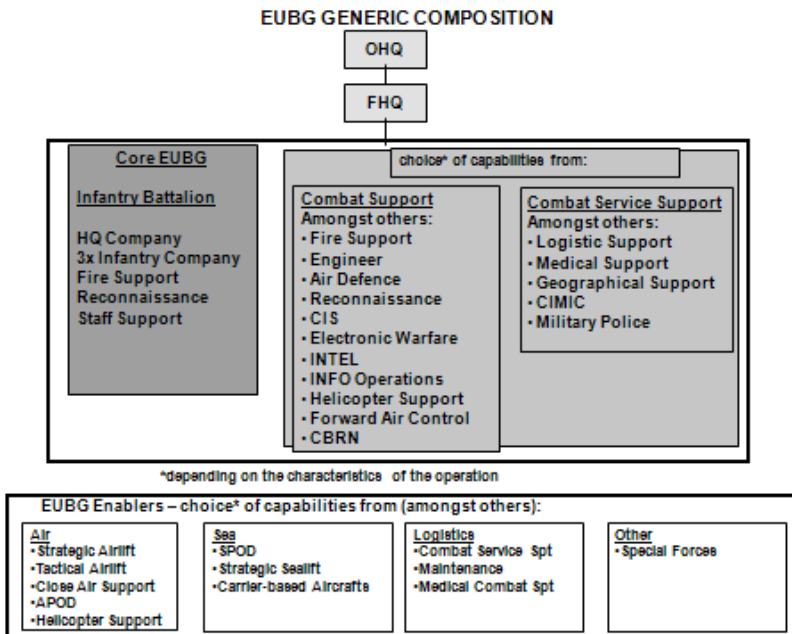 EUBG GENERIC COMPOSITION
OHQ
FHQ
Core EUBG
Infantry Battalion
HQ Company
3x Infantry Company
Fire Support
Reconnaissance
Staff Support
choice* of capabilities from:
Combat Support
Amongst others:
• Fire Support
• Engineer
• Air Defence
• Reconnaissance
• CIS
• Electronic Warfare
• INTEL
• INFO Operations
• Helicopter Support
• Forward Air Control
• CBRN
Combat Service Support
Amongst others:
• Logistic Support
• Medical Support
• Geographical Support
• CIMIC
• Military Police
*depending on the characteristics of the operation
EUBG Enablers – choice* of capabilities from (amongst others):
Air
•Strategic Airlift
•Tactical Airlift
•Close Air Support
•APOD
•Helicopter Support
Sea
•SPOD
•Strategic Sealift
•Carrier-based Aircrafts
Logistics
•Combat Service Spt
•Maintenance
•Medical Combat Spt
Other
•Special Forces